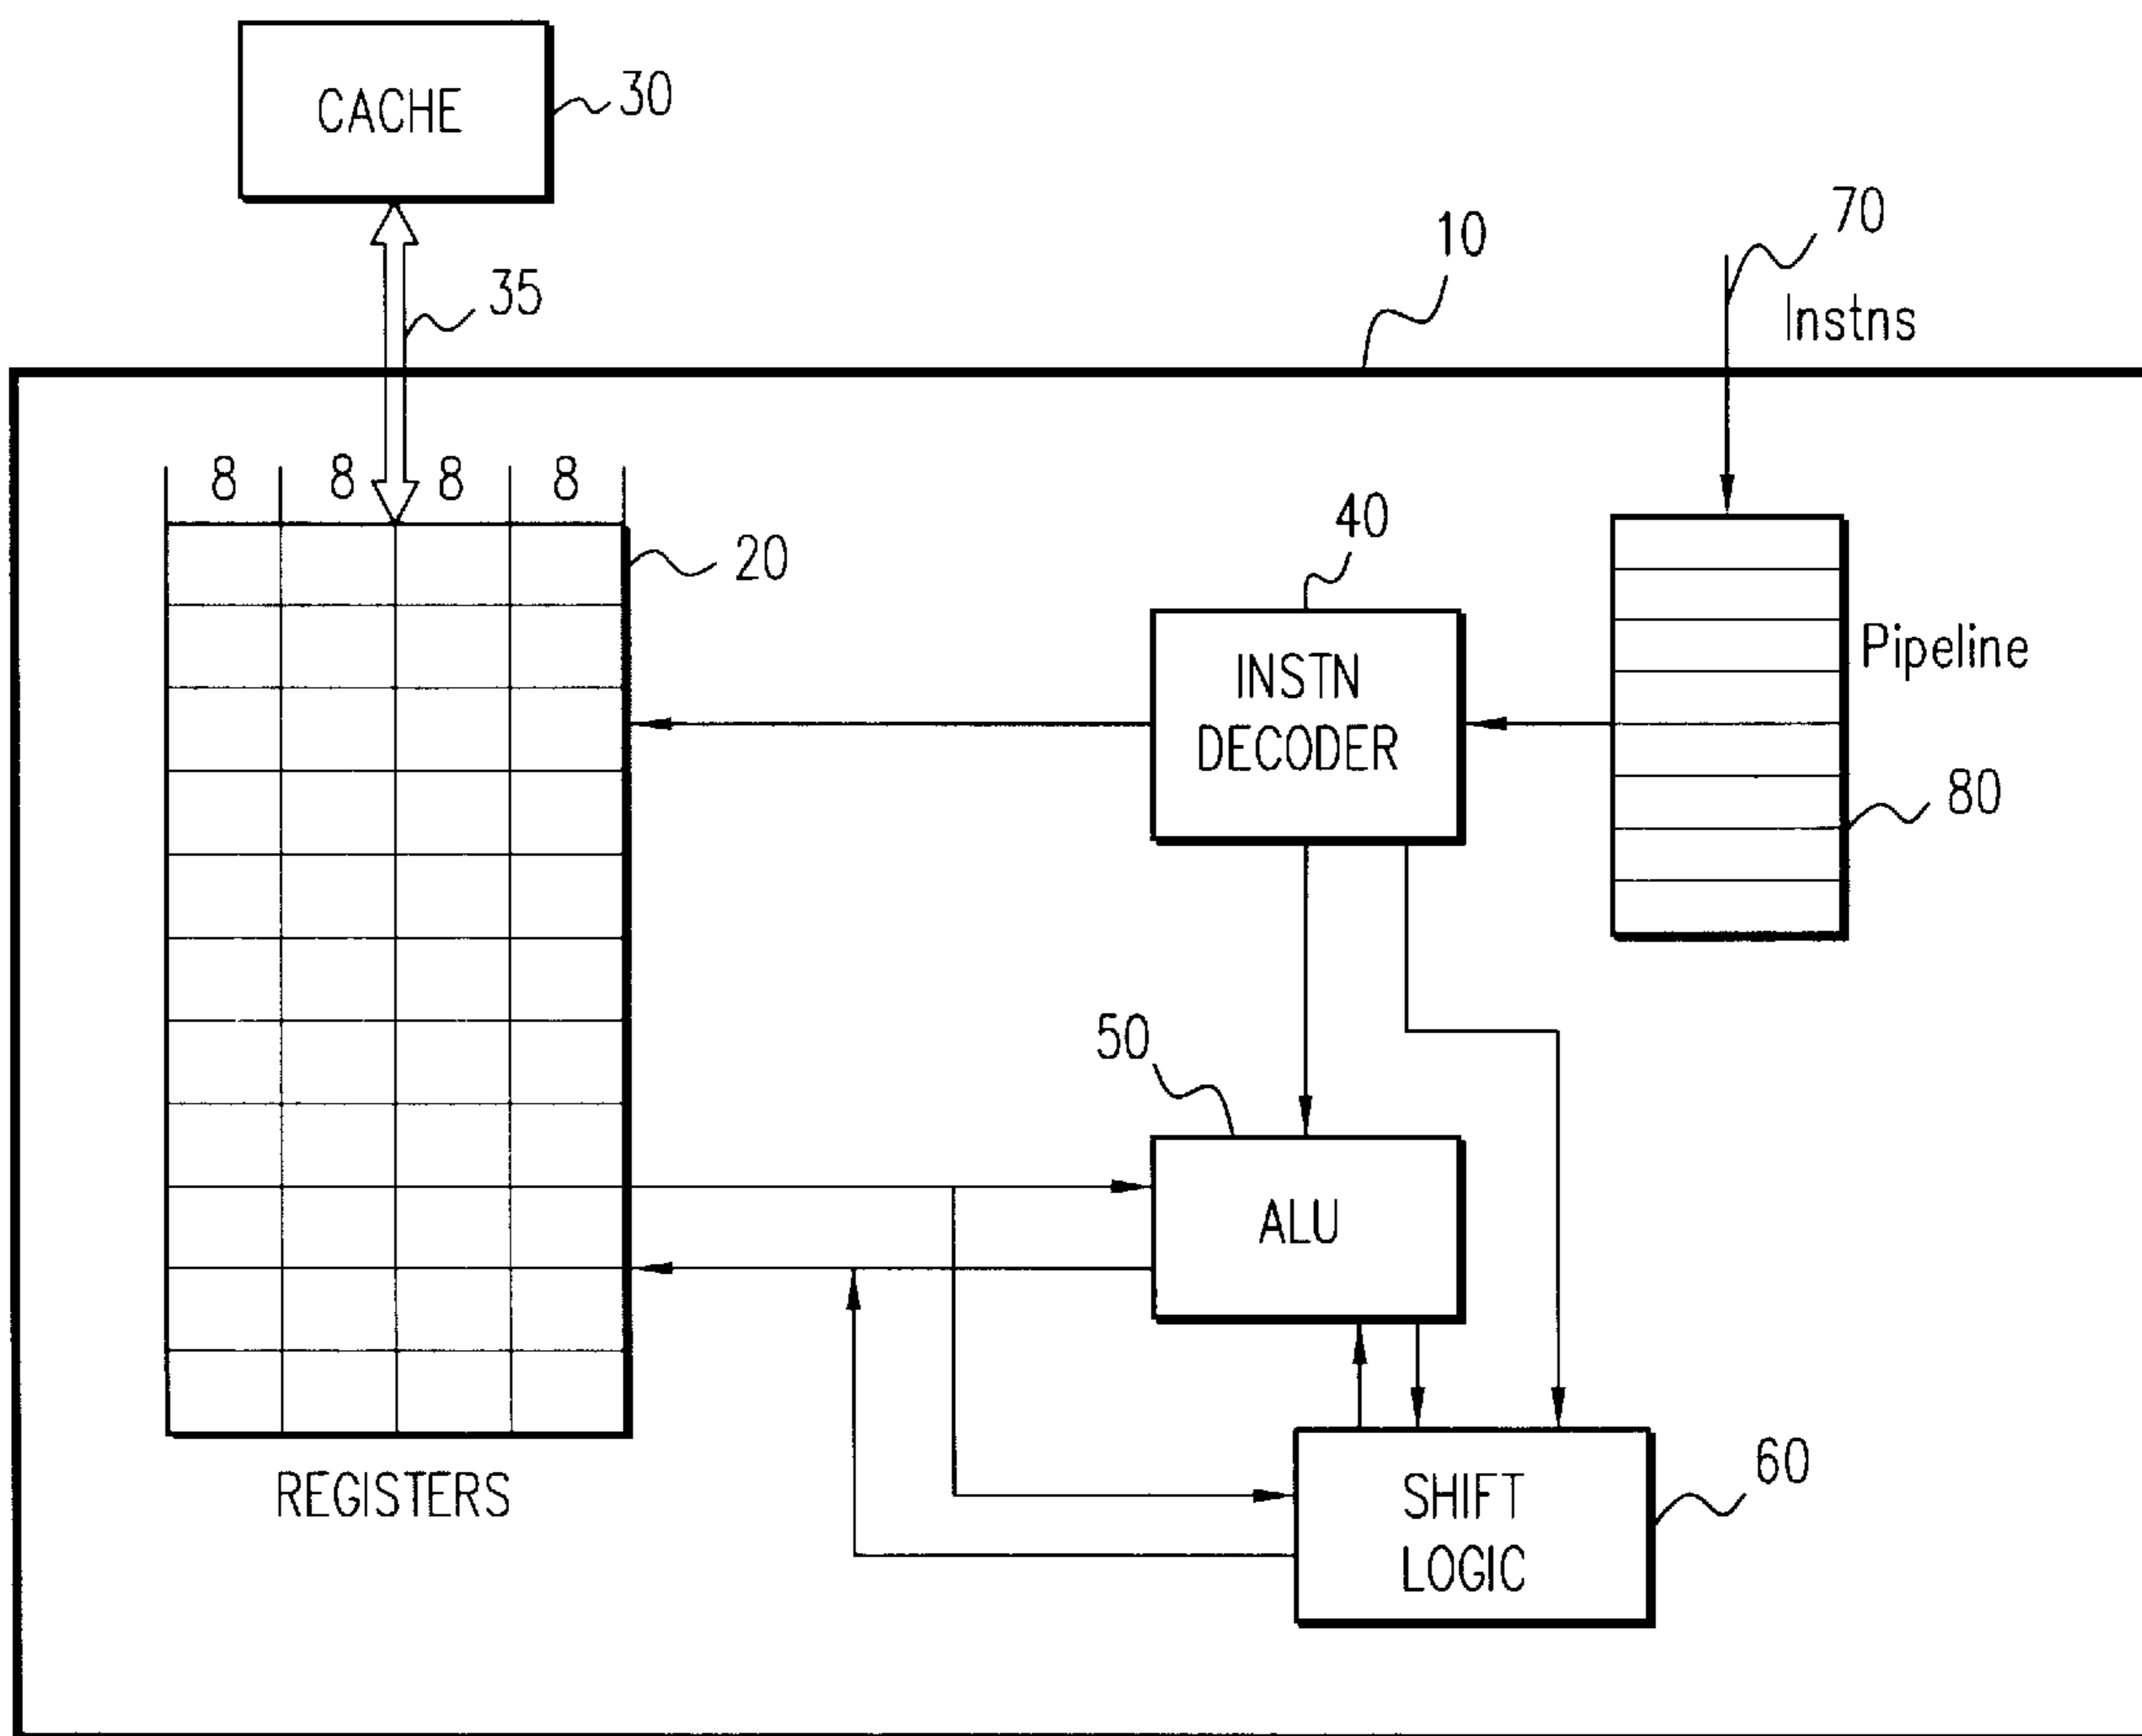 CACHE
30
35
10
70
Instns
8 8 8 8
20
40
INSTN
DECODER
Pipeline
80
50
ALU
60
SHIFT
LOGIC
REGISTERS